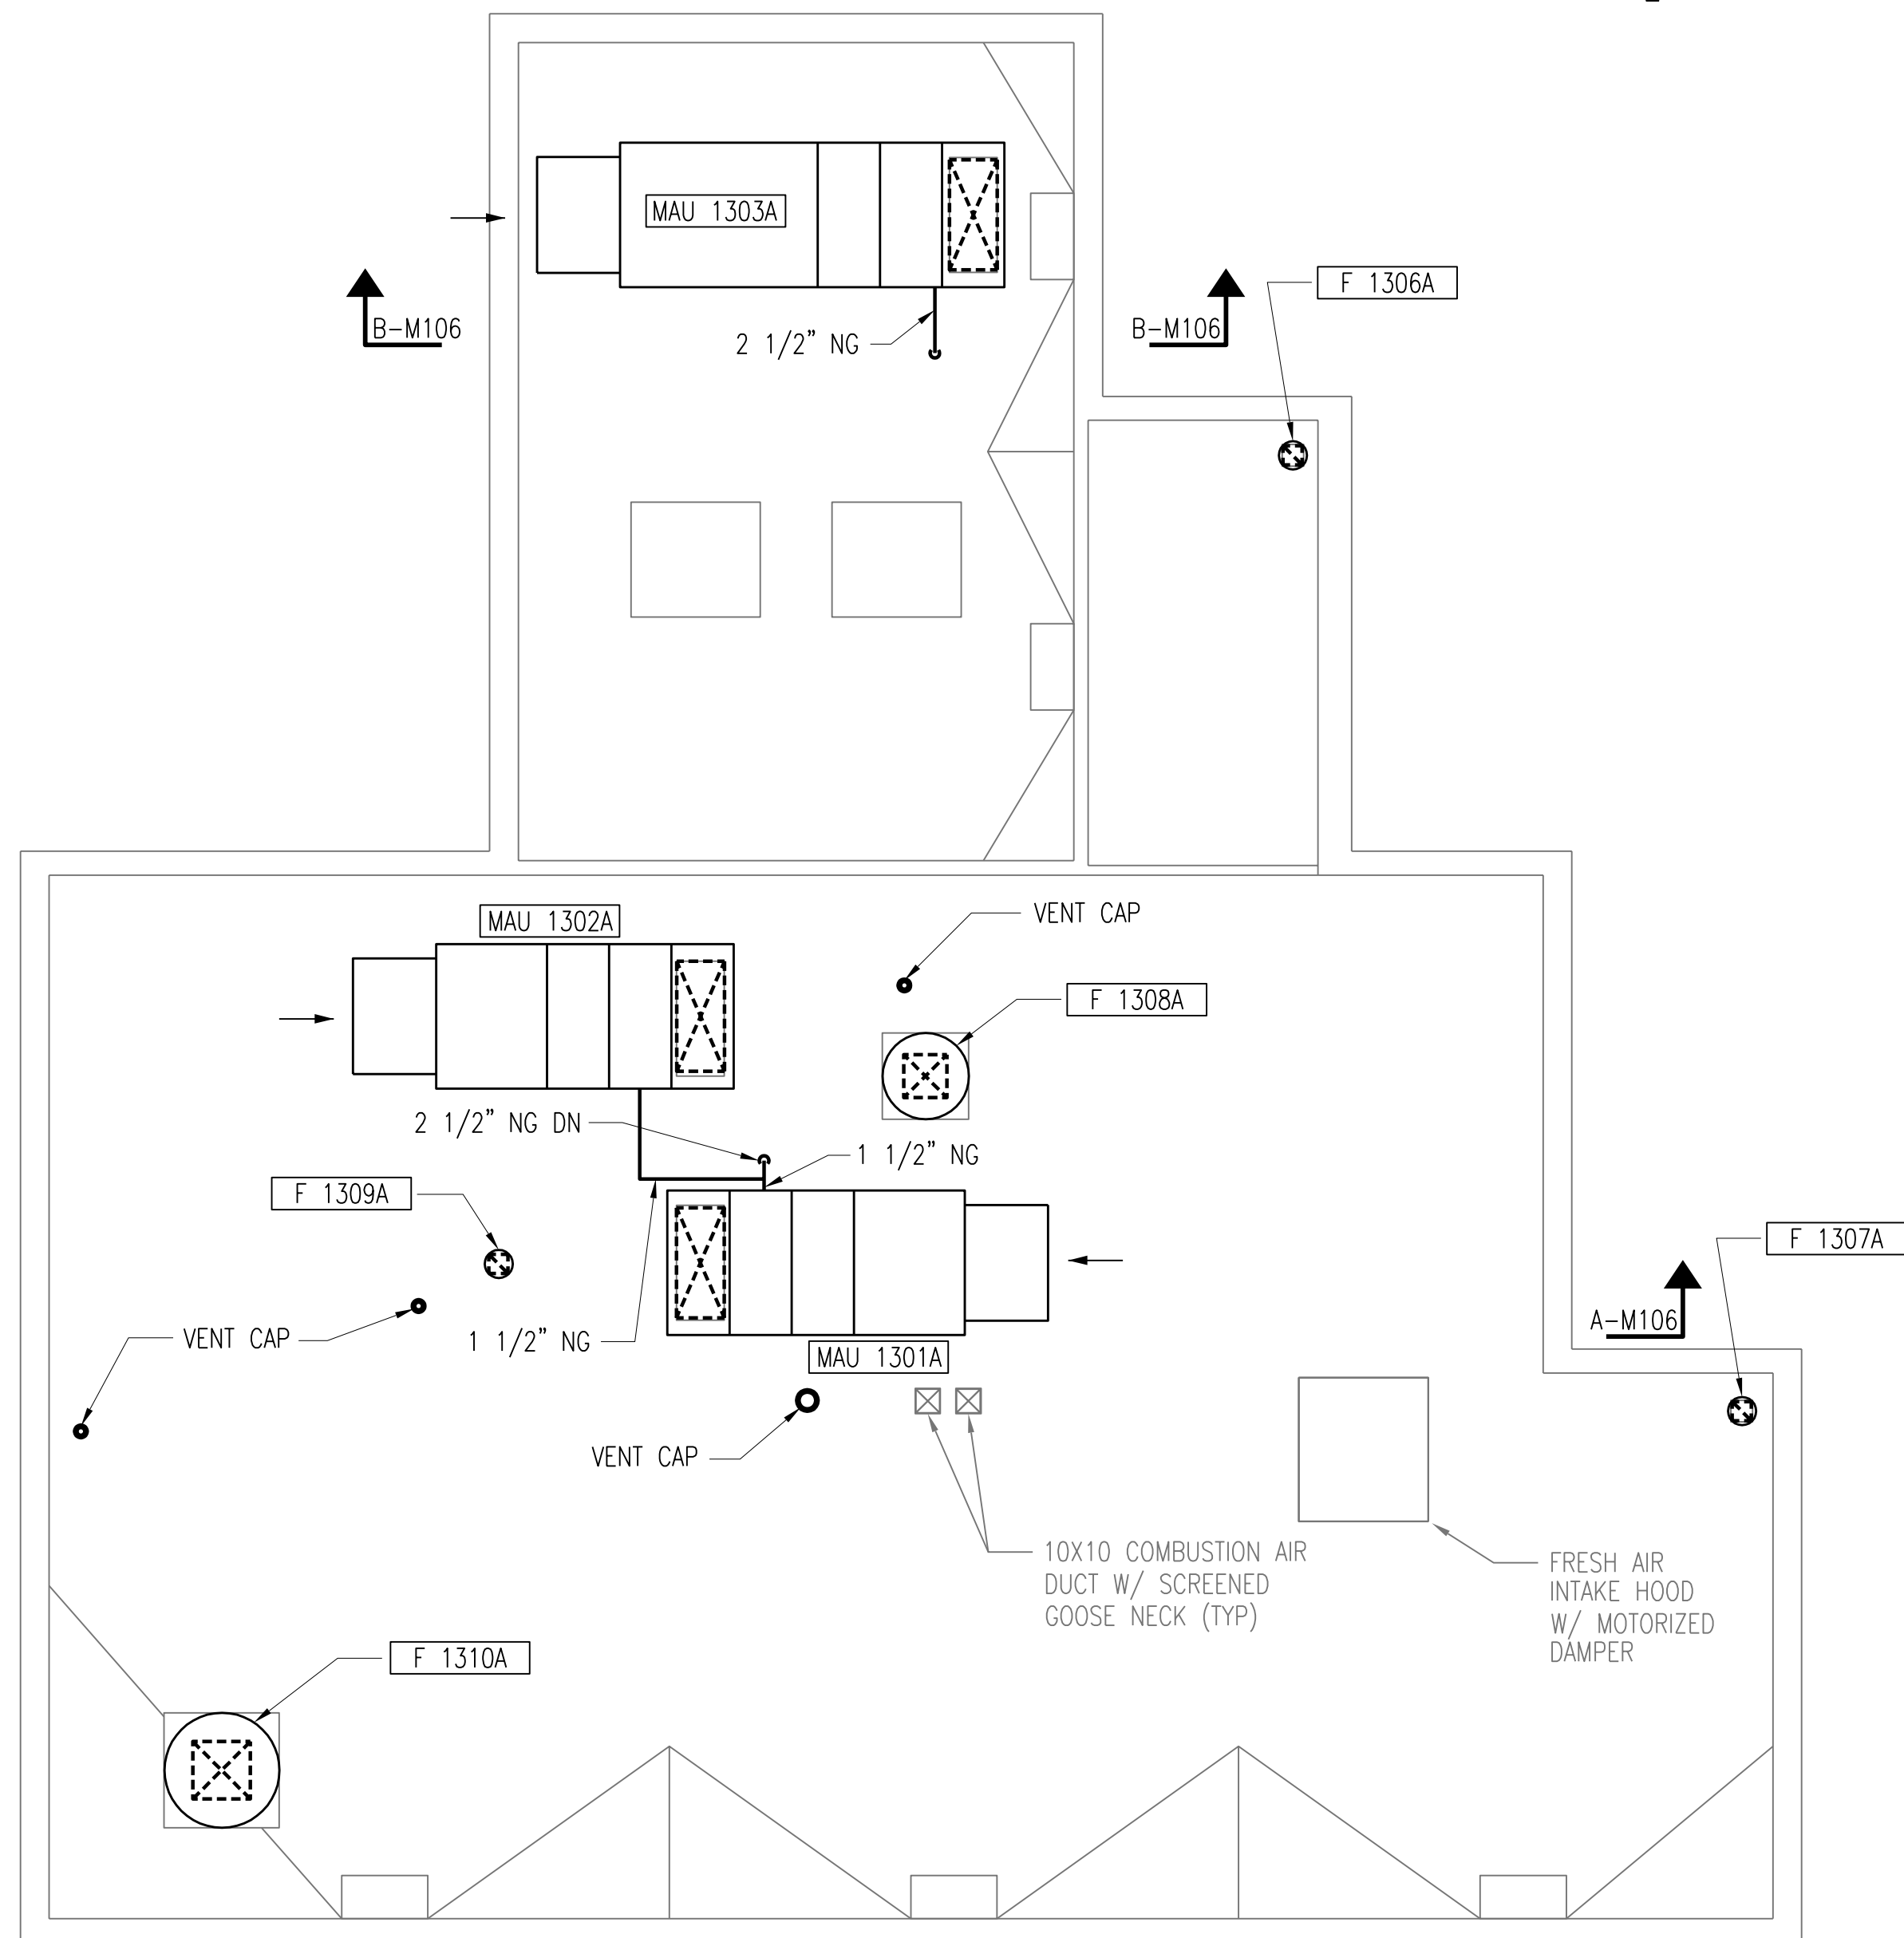 MAU 1303A
F 1306A
B-M106
B-M106
2 1/2" NG
MAU 1302A
VENT CAP
F 1308A
2 1/2" NG DN
1 1/2" NG
F 1309A
F 1307A
A-M106
VENT CAP
1 1/2" NG
MAU 1301A
VENT CAP
10X10 COMBUSTION AIR
DUCT W/ SCREENED
GOOSE NECK (TYP)
FRESH AIR
INTAKE HOOD
W/ MOTORIZED
DAMPER
F 1310A